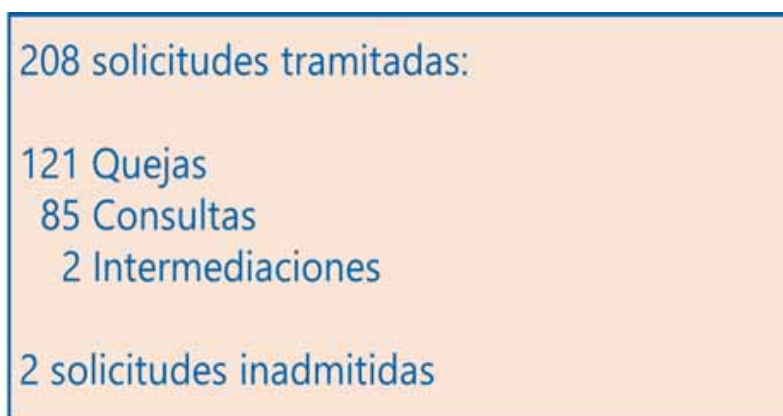 208 solicitudes tramitadas:
121 Quejas
85 Consultas
2 Intermediaciones
2 solicitudes inadmitidas